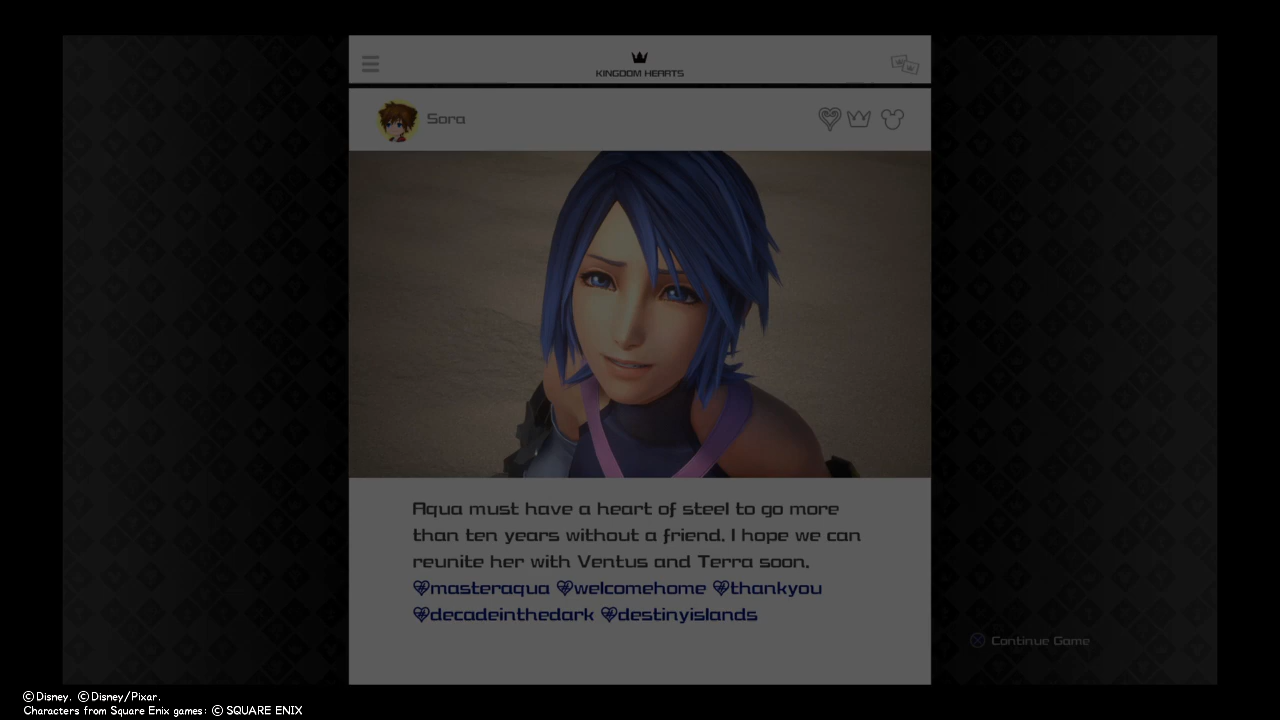 KINGDOM HEARTS
Sora
Aqua must have a heart of steel to go more
than ten years without a friend. I hope we can
reunite her with Ventus and Terra soon.
masteraqua welcomehome thankyou
decadeinthedark destinyislands
Continue Game
©Disney. ©Disney/Pixar.
Characters from Square Enix games: © SQUARE ENIX